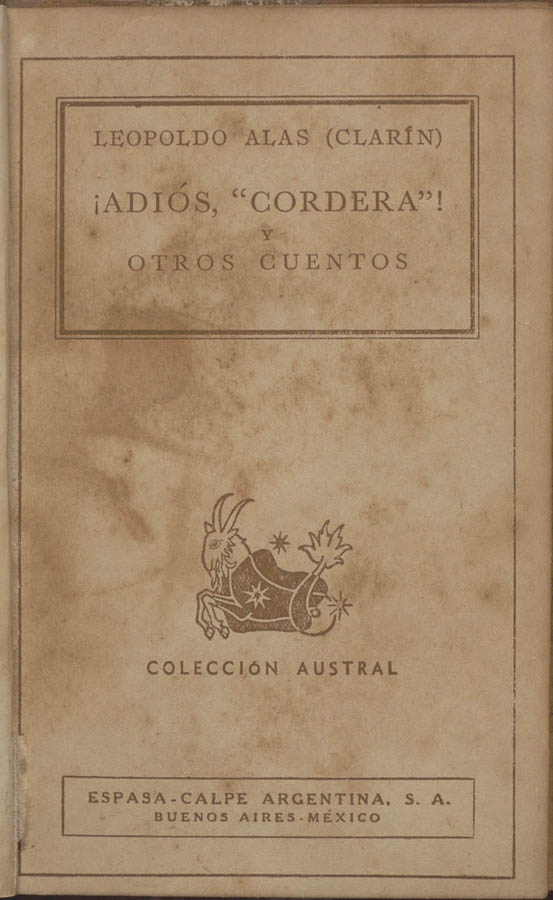 LEOPOLDO ALAS (CLARÍN)
¡ADIÓS, “CORDERA”!
Y
OTROS CUENTOS
COLECCIÓN AUSTRAL
ESPASA-CALPE ARGENTINA, S. A.
BUENOS AIRES-MÉXICO